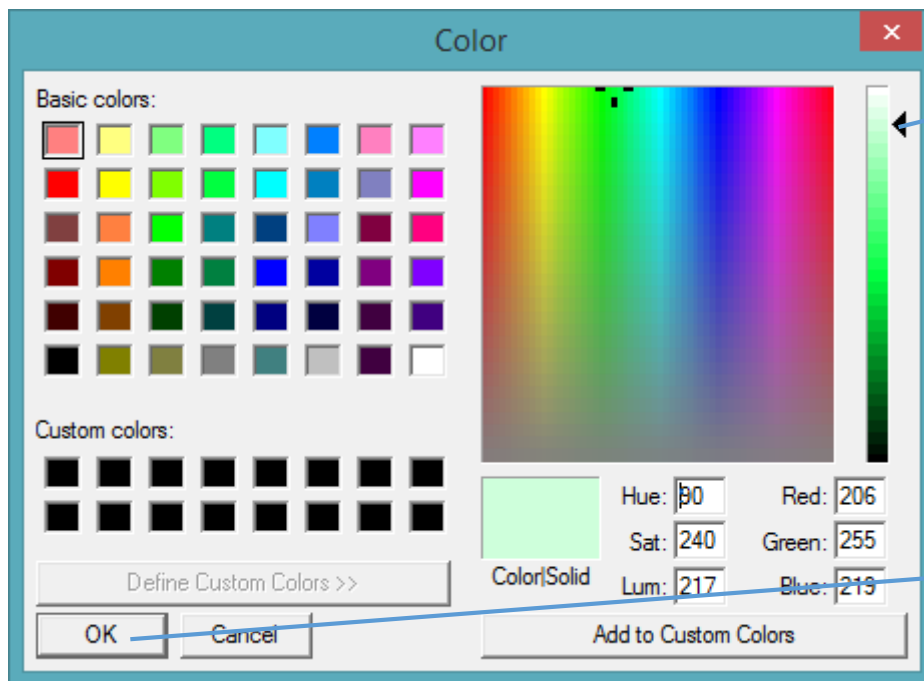 Color
Basic colors:
Custom colors:
Define Custom Colors >>
OK
Cancel
Color|Solid
Hue: 90
Sat: 240
Lum: 217
Red: 206
Green: 255
Blue: 219
Add to Custom Colors